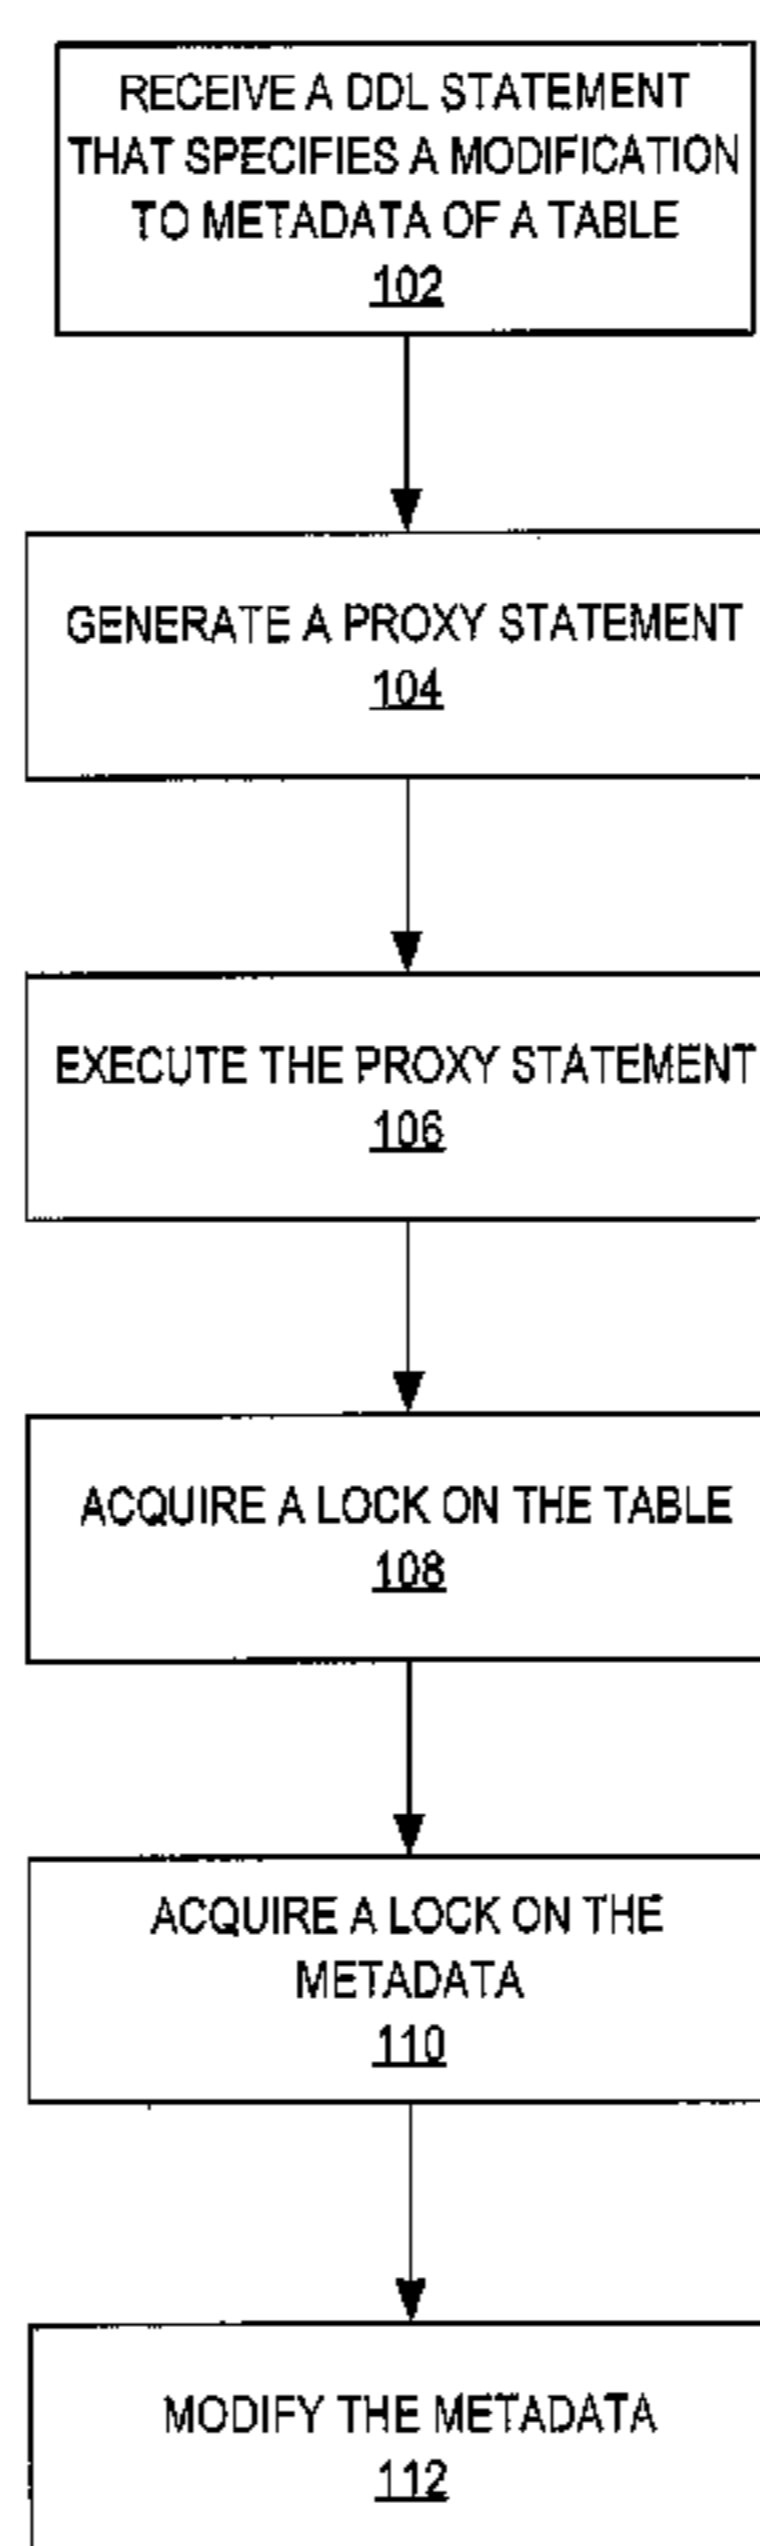 RECEIVE A DDL STATEMENT
THAT SPECIFIES A MODIFICATION
TO METADATA OF A TABLE
102
GENERATE A PROXY STATEMENT
104
EXECUTE THE PROXY STATEMENT
106
ACQUIRE A LOCK ON THE TABLE
108
ACQUIRE A LOCK ON THE
METADATA
110
MODIFY THE METADATA
112